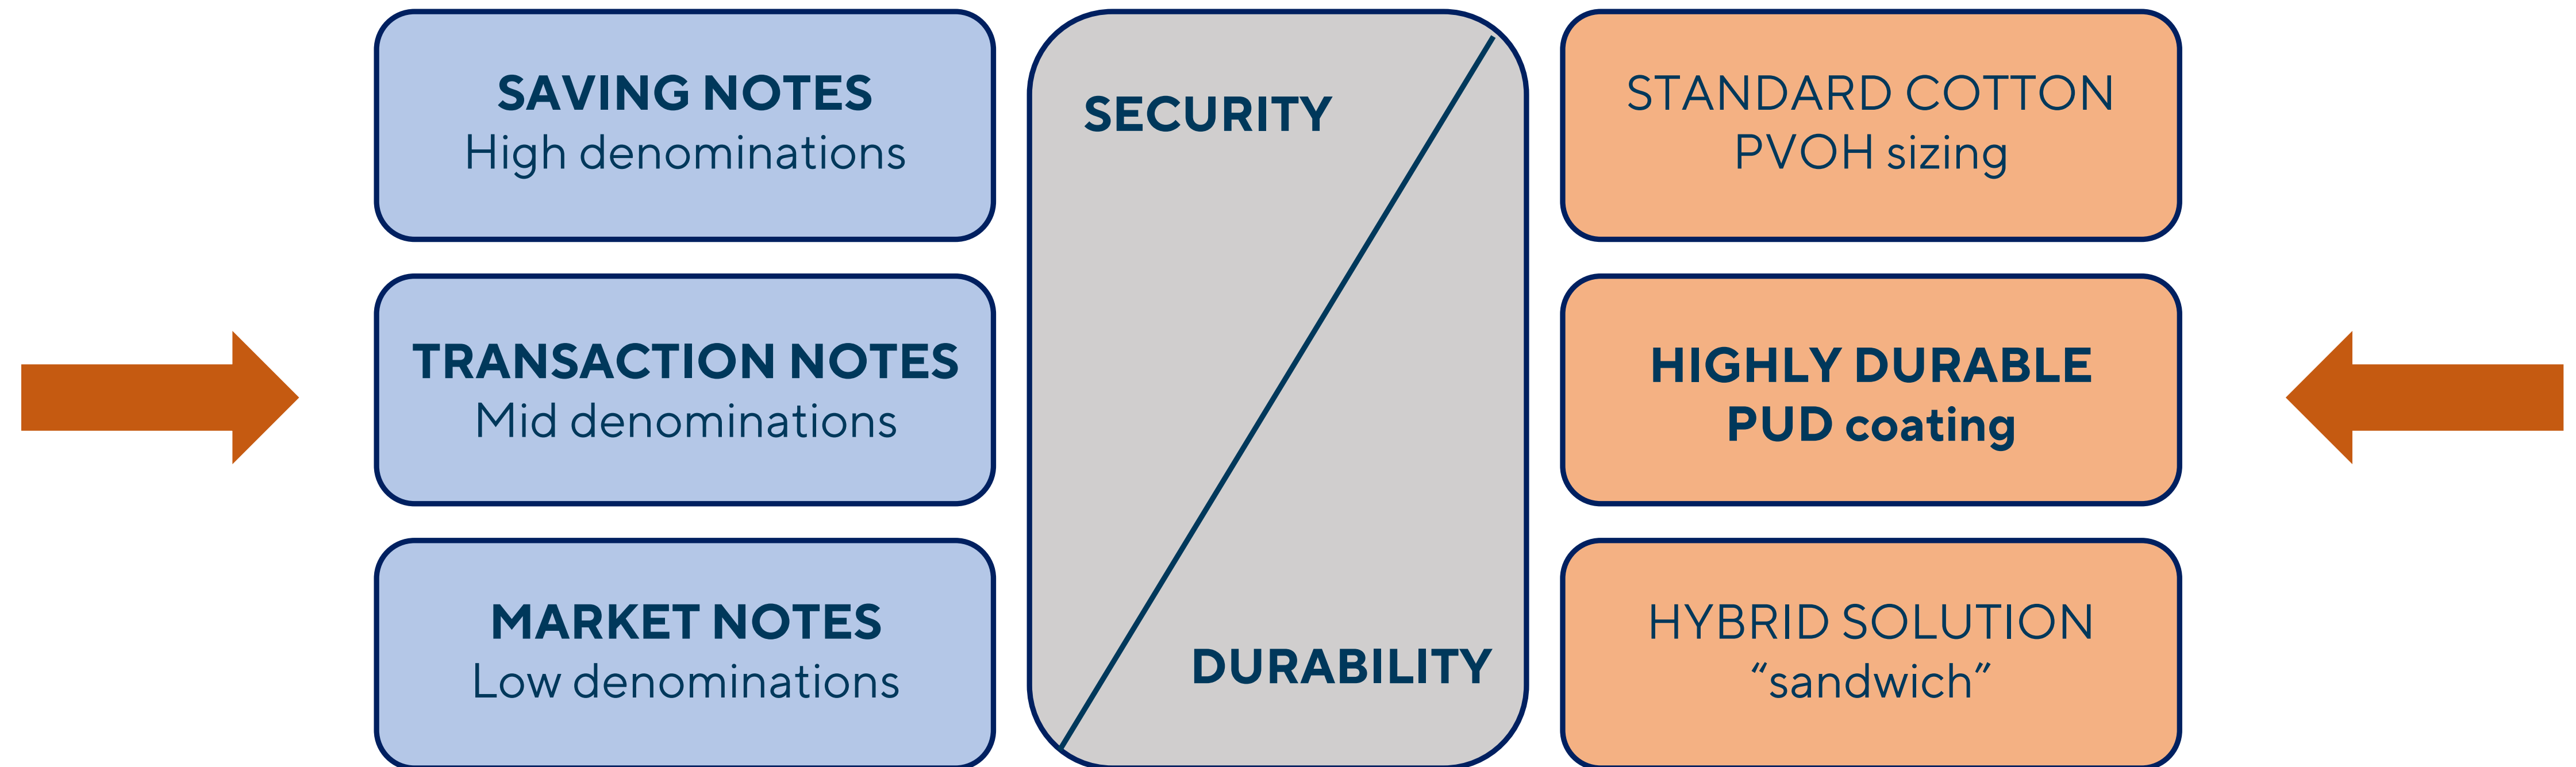 SAVING NOTES
High denominations
TRANSACTION NOTES
Mid denominations
MARKET NOTES
Low denominations
SECURITY
DURABILITY
STANDARD COTTON
PVOH sizing
HIGHLY DURABLE
PUD coating
HYBRID SOLUTION
“sandwich”